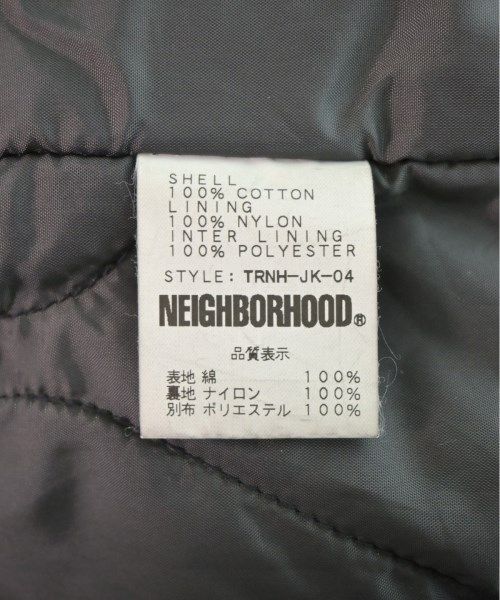 SHELL
100% COTTON
LINING
100% NYLON
INTER LINING
100% POLYESTER
STYLE: TRNH-JK-04
NEIGHBORHOOD®
品質表示
表地 綿 100%
裏地 ナイロン 100%
別布 ポリエステル 100%